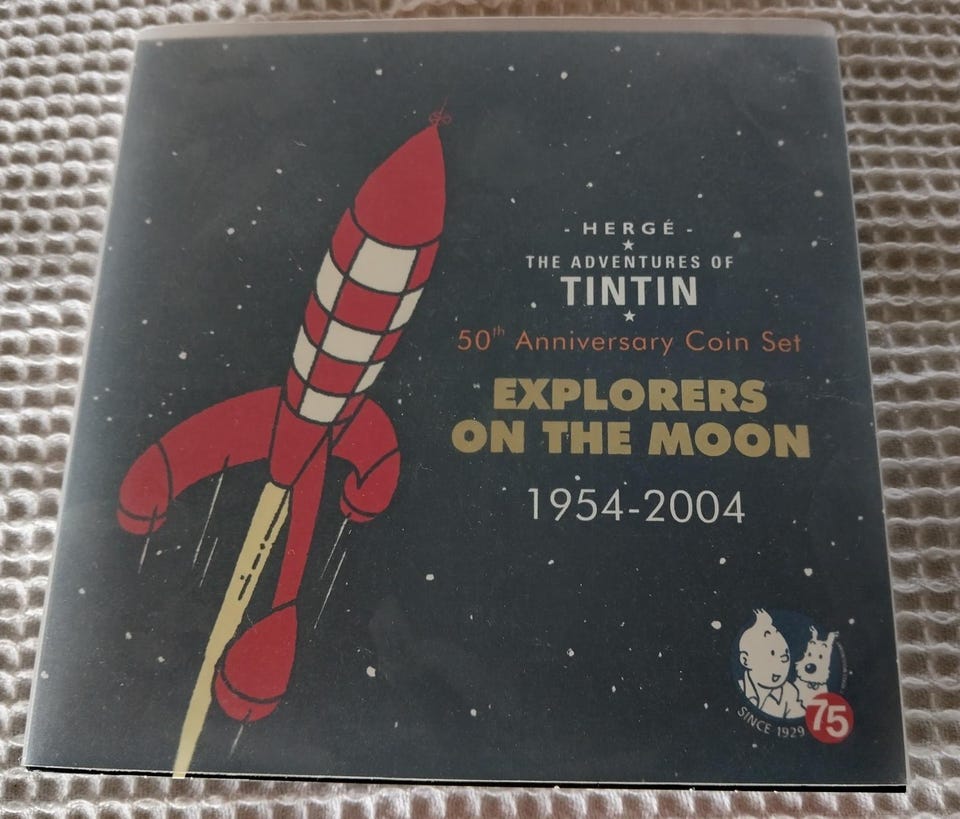 - HERGÉ -
THE ADVENTURES OF
TINTIN
50th Anniversary Coin Set
EXPLORERS
ON THE MOON
1954-2004
SINCE 1929
75